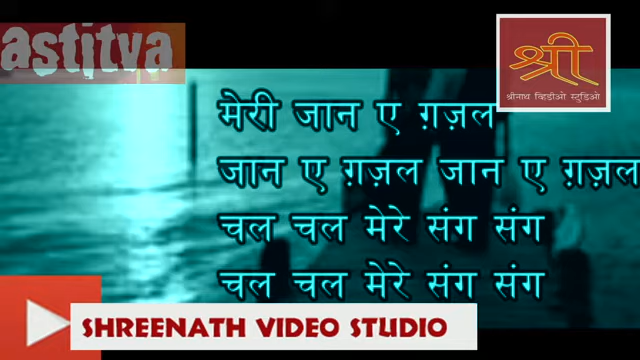 astitva
श्री
श्रीनाथ व्हिडीओ स्टुडिओ
मेरी जान ए ग़ज़ल
जान ए ग़ज़ल जान ए ग़ज़ल
चल चल मेरे संग संग
चल चल मेरे संग संग
SHREENATH VIDEO STUDIO